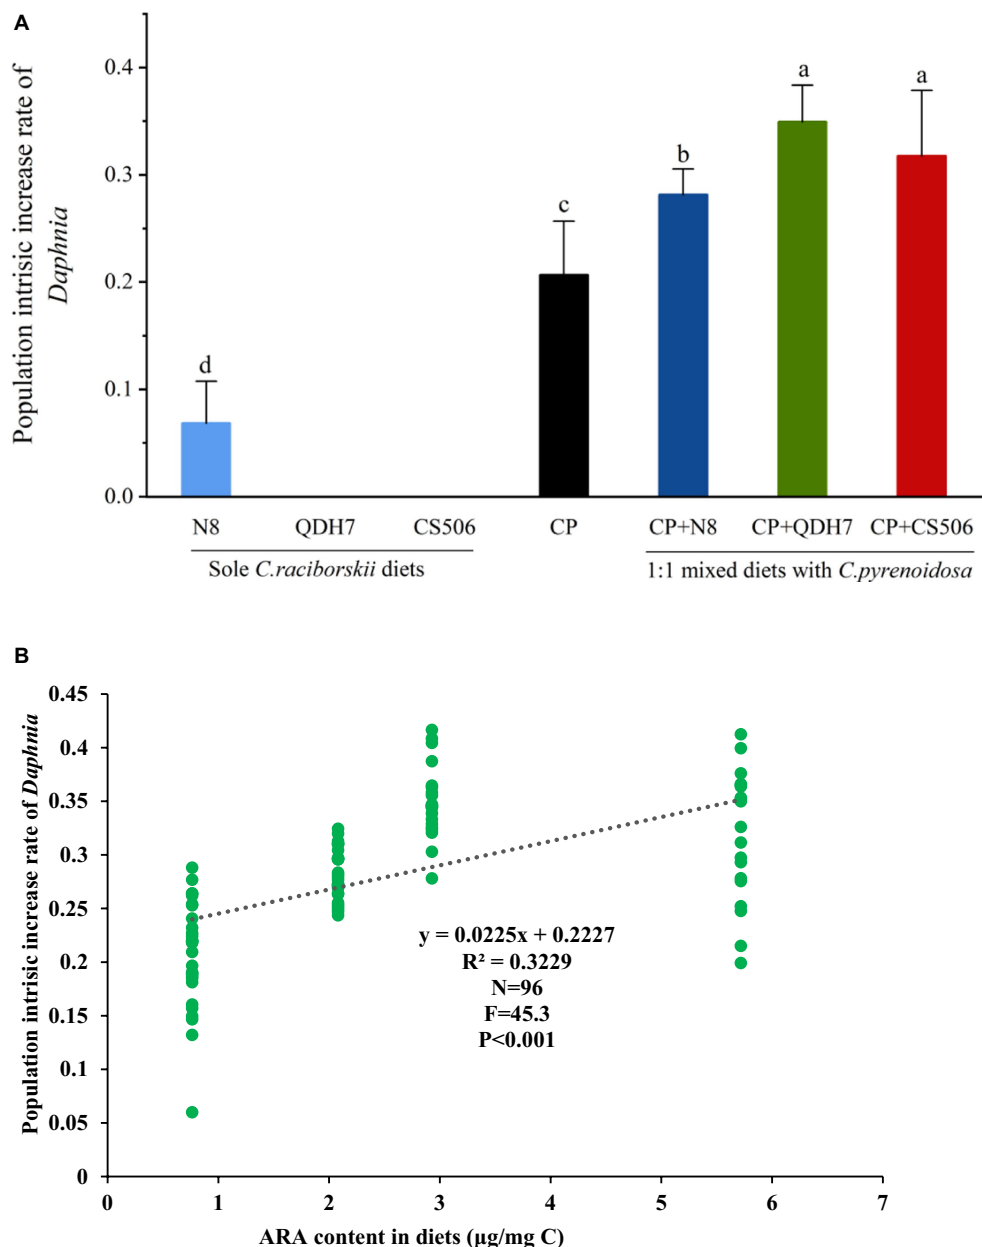 A
Population intrisic increase rate of
Daphnia
0.4
0.3
0.2
0.1
0.0
d
c
b
a
a
N8 QDH7 CS506 CP CP+N8 CP+QDH7 CP+CS506
Sole C.raciborskii diets 1:1 mixed diets with C.pyrenoidosa
B
Population intrisic increase rate of Daphnia
0.45
0.4
0.35
0.3
0.25
0.2
0.15
0.1
0.05
0
y = 0.0225x + 0.2227
R² = 0.3229
N=96
F=45.3
P<0.001
0 1 2 3 4 5 6 7
ARA content in diets (μg/mg C)